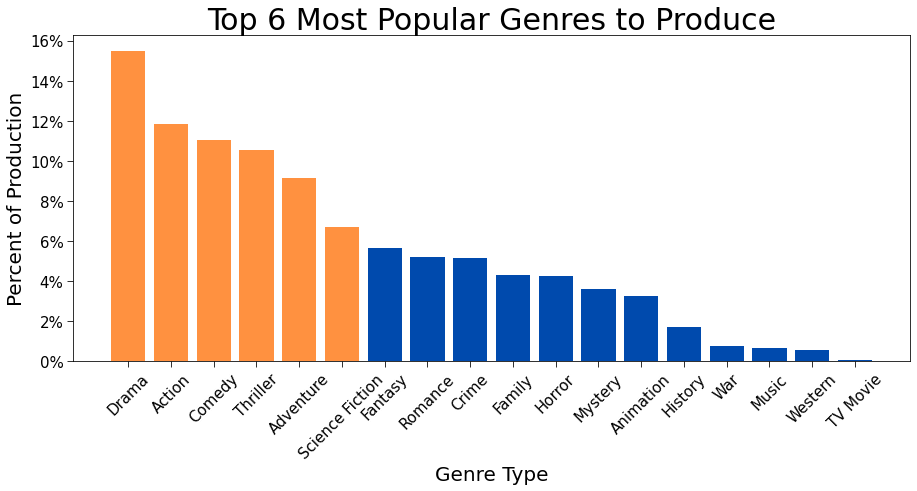 Top 6 Most Popular Genres to Produce
Percent of Production
16%
14%
12%
10%
8%
6%
4%
2%
0%
Drama
Action
Comedy
Thriller
Adventure
Science Fiction
Fantasy
Romance
Crime
Family
Horror
Mystery
Animation
History
War
Music
Western
TV Movie
Genre Type